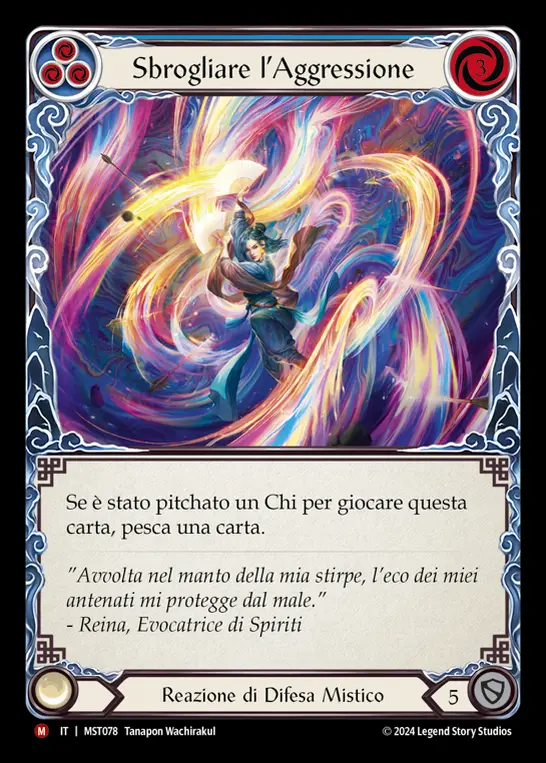 Sbrogliare l'Aggressione
3
Se è stato pitchato un Chi per giocare questa
carta, pesca una carta.
"Avvolta nel manto della mia stirpe, l'eco dei miei
antenati mi protegge dal male."
- Reina, Evocatrice di Spiriti
Reazione di Difesa Mistico
5
M IT | MST078 Tanapon Wachirakul
© 2024 Legend Story Studios